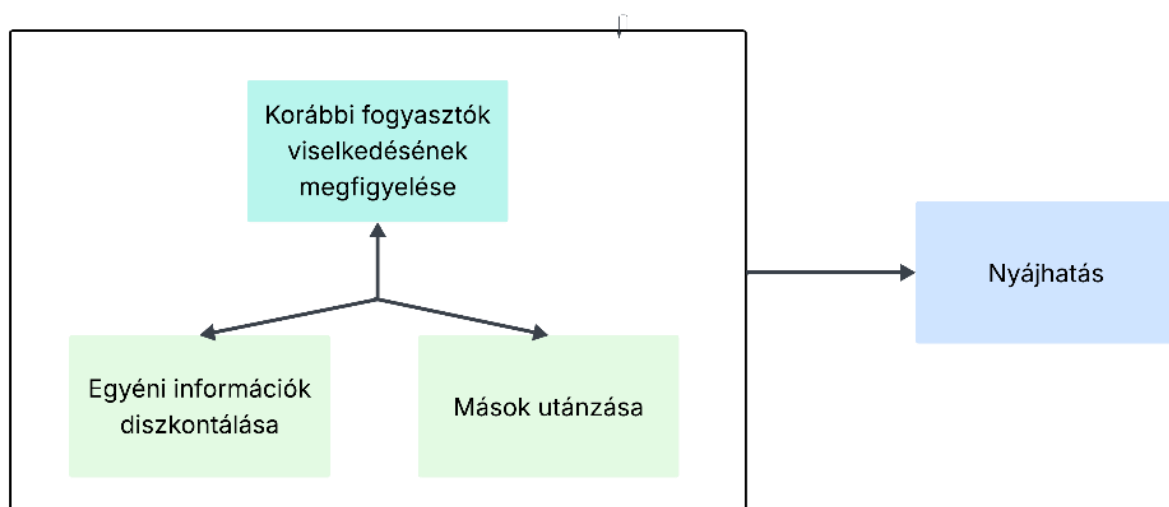 Korábbi fogyasztók
viselkedésének
megfigyelése
Nyájhatás
Egyéni információk
diszkontálása
Mások utánzása